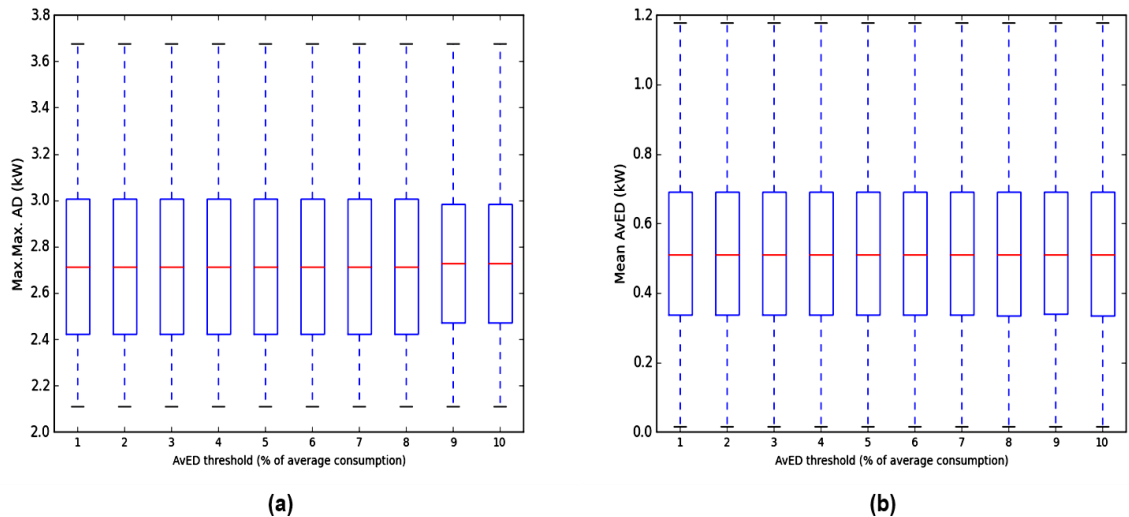 3.8
3.6
3.4
3.2
3.0
2.8
2.6
2.4
2.2
2.0
Max.Max. AD (kW)
1 2 3 4 5 6 7 8 9 10
AvED threshold (% of average consumption)
(a)
1.2
1.0
0.8
0.6
0.4
0.2
0.0
Mean AvED (kW)
1 2 3 4 5 6 7 8 9 10
AvED threshold (% of average consumption)
(b)